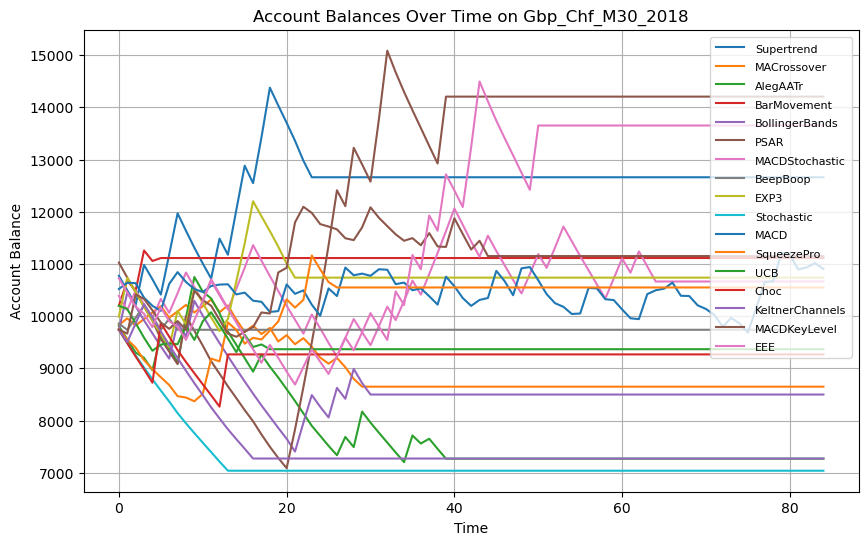 Account Balances Over Time on Gbp_Chf_M30_2018
Account Balance
15000
14000
13000
12000
11000
10000
9000
8000
7000
0
20
40
60
80
Time
Supertrend
MACrossover
AlegAATr
BarMovement
BollingerBands
PSAR
MACDStochastic
BeepBoop
EXP3
Stochastic
MACD
SqueezePro
UCB
Choc
KeltnerChannels
MACDKeyLevel
EEE